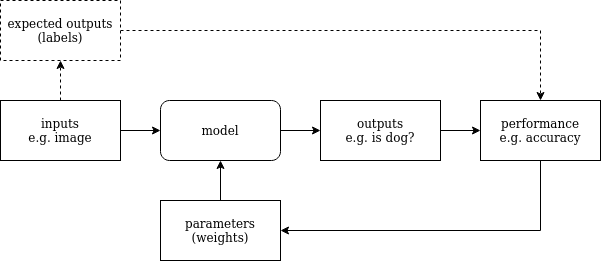 expected outputs
(labels)
inputs
e.g. image
model
outputs
e.g. is dog?
performance
e.g. accuracy
parameters
(weights)